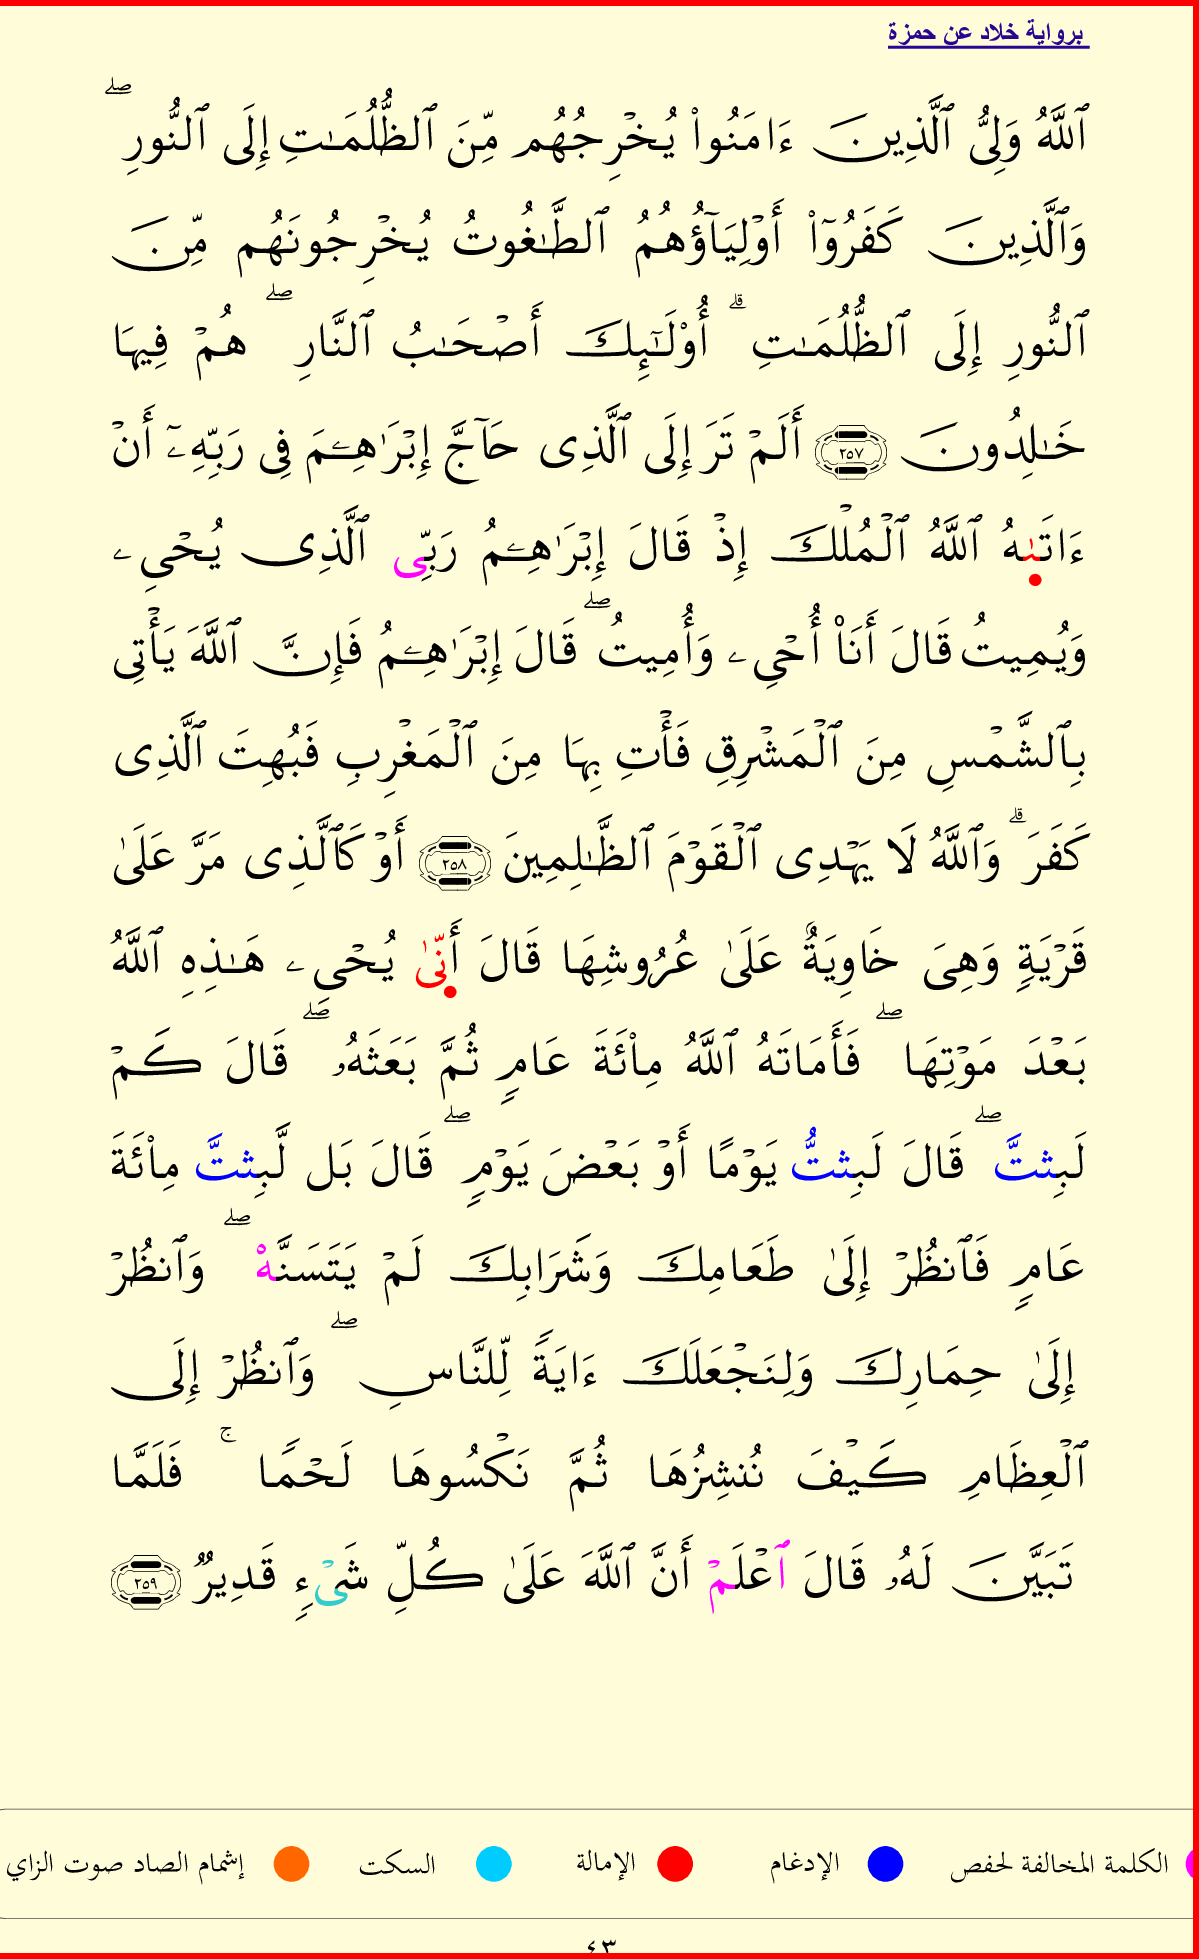 برواية خلاد عن حمزة
ٱللَّهُ وَلِىُّ ٱلَّذِينَ ءَامَنُوا۟ يُخْرِجُهُم مِّنَ ٱلظُّلُمَـٰتِ إِلَى ٱلنُّورِ ۖ
وَٱلَّذِينَ كَفَرُوٓا۟ أَوْلِيَآؤُهُمُ ٱلطَّـٰغُوتُ يُخْرِجُونَهُم مِّنَ
ٱلنُّورِ إِلَى ٱلظُّلُمَـٰتِ ۗ أُو۟لَـٰٓئِكَ أَصْحَـٰبُ ٱلنَّارِ ۖ هُمْ فِيهَا
خَـٰلِدُونَ ٢٥٧ أَلَمْ تَرَ إِلَى ٱلَّذِى حَآجَّ إِبْرَٰهِـۧمَ فِى رَبِّهِۦٓ أَنْ
ءَاتَىٰهُ ٱللَّهُ ٱلْمُلْكَ إِذْ قَالَ إِبْرَٰهِـۧمُ رَبِّى ٱلَّذِى يُحْىِۦ
وَيُمِيتُ قَالَ أَنَا۠ أُحْىِۦ وَأُمِيتُ ۖ قَالَ إِبْرَٰهِـۧمُ فَإِنَّ ٱللَّهَ يَأْتِى
بِٱلشَّمْسِ مِنَ ٱلْمَشْرِقِ فَأْتِ بِهَا مِنَ ٱلْمَغْرِبِ فَبُهِتَ ٱلَّذِى
كَفَرَ ۗ وَٱللَّهُ لَا يَهْدِى ٱلْقَوْمَ ٱلظَّـٰلِمِينَ ٢٥٨ أَوْ كَٱلَّذِى مَرَّ عَلَىٰ
قَرْيَةٍ وَهِىَ خَاوِيَةٌ عَلَىٰ عُرُوشِهَا قَالَ أَنَّىٰ يُحْىِۦ هَـٰذِهِ ٱللَّهُ
بَعْدَ مَوْتِهَا ۖ فَأَمَاتَهُ ٱللَّهُ مِا۟ئَةَ عَامٍ ثُمَّ بَعَثَهُۥ ۖ قَالَ كَمْ
لَبِثتَّ ۖ قَالَ لَبِثتُّ يَوْمًا أَوْ بَعْضَ يَوْمٍ ۖ قَالَ بَل لَّبِثتَّ مِا۟ئَةَ
عَامٍ فَٱنظُرْ إِلَىٰ طَعَامِكَ وَشَرَابِكَ لَمْ يَتَسَنَّهْ ۖ وَٱنظُرْ
إِلَىٰ حِمَارِكَ وَلِنَجْعَلَكَ ءَايَةً لِّلنَّاسِ ۖ وَٱنظُرْ إِلَى
ٱلْعِظَامِ كَيْفَ نُنشِزُهَا ثُمَّ نَكْسُوهَا لَحْمًا ۚ فَلَمَّا
تَبَيَّنَ لَهُۥ قَالَ ٱعْلَمْ أَنَّ ٱللَّهَ عَلَىٰ كُلِّ شَىْءٍ قَدِيرٌ ٢٥٩
الكلمة المخالفة لحفص الإدغام الإمالة السكت إشمام الصاد صوت الزاي
٤٣